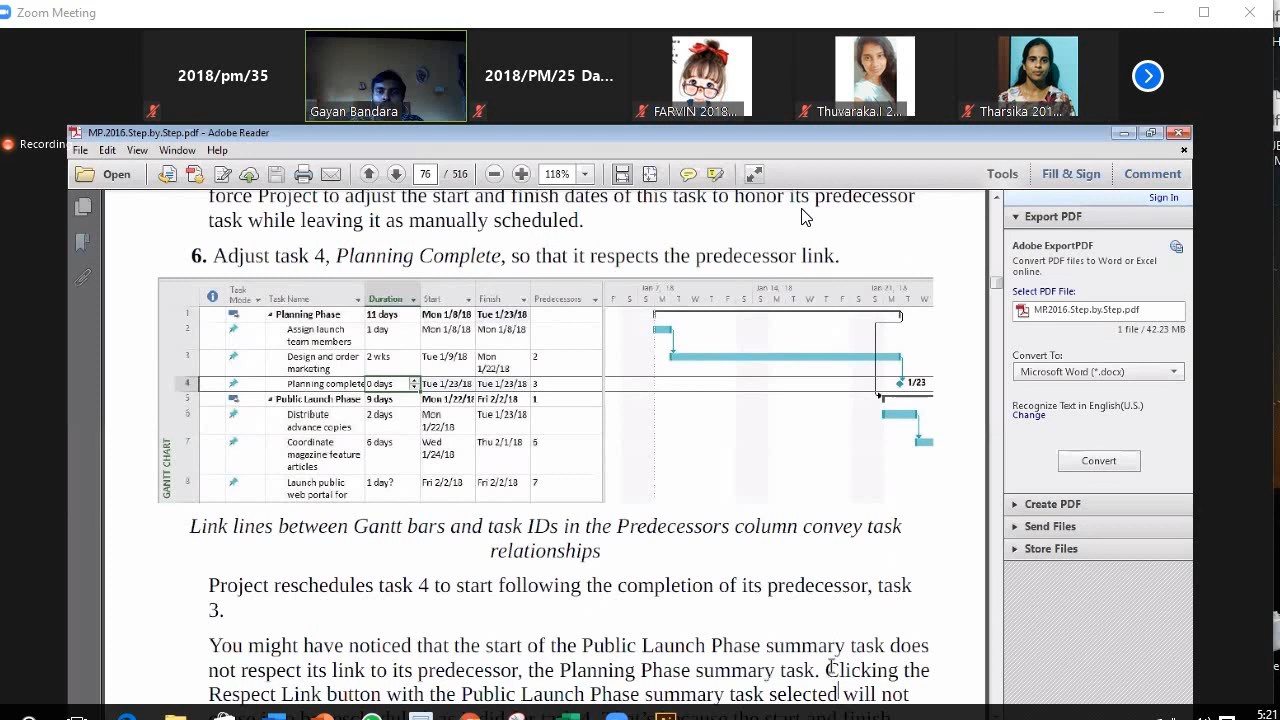 Zoom Meeting
2018/pm/35
2018/PM/25 Da...
Gayan Bandara
FARVIN 2018...
Thuvaraka.I 2...
Tharsika 201...
Recording
MP.2016.Step.by.Step.pdf - Adobe Reader
File Edit View Window Help
Open 76 / 516 118% Tools Fill & Sign Comment
Sign In
force Project to adjust the start and finish dates of this task to honor its predecessor
task while leaving it as manually scheduled.
6. Adjust task 4, Planning Complete, so that it respects the predecessor link.
Task Mode Task Name Duration Start Finish Predecessors
Jan 7, '18 Jan 14, '18 Jan 21, '18
F S S M T W T F S S M T W T F S S M T W
1 Planning Phase 11 days Mon 1/8/18 Tue 1/23/18
2 Assign launch team members 1 day Mon 1/8/18 Mon 1/8/18
3 Design and order marketing 2 wks Tue 1/9/18 Mon 1/22/18 2
4 Planning complete 0 days Tue 1/23/18 Tue 1/23/18 3 1/23
5 Public Launch Phase 9 days Mon 1/22/18 Fri 2/2/18 1
6 Distribute advance copies 2 days Mon 1/22/18 Tue 1/23/18
7 Coordinate magazine feature articles 6 days Wed 1/24/18 Thu 2/1/18 6
8 Launch public web portal for 1 day? Fri 2/2/18 Fri 2/2/18 7
GANTT CHART
Link lines between Gantt bars and task IDs in the Predecessors column convey task
relationships
Project reschedules task 4 to start following the completion of its predecessor, task
3.
You might have noticed that the start of the Public Launch Phase summary task does
not respect its link to its predecessor, the Planning Phase summary task. Clicking the
Respect Link button with the Public Launch Phase summary task selected will not
Export PDF
Adobe ExportPDF
Convert PDF files to Word or Excel
online.
Select PDF File:
MP.2016.Step.by.Step.pdf
1 file / 42.23 MB
Convert To:
Microsoft Word (*.docx)
Recognize Text in English(U.S.)
Change
Convert
Create PDF
Send Files
Store Files
5:21